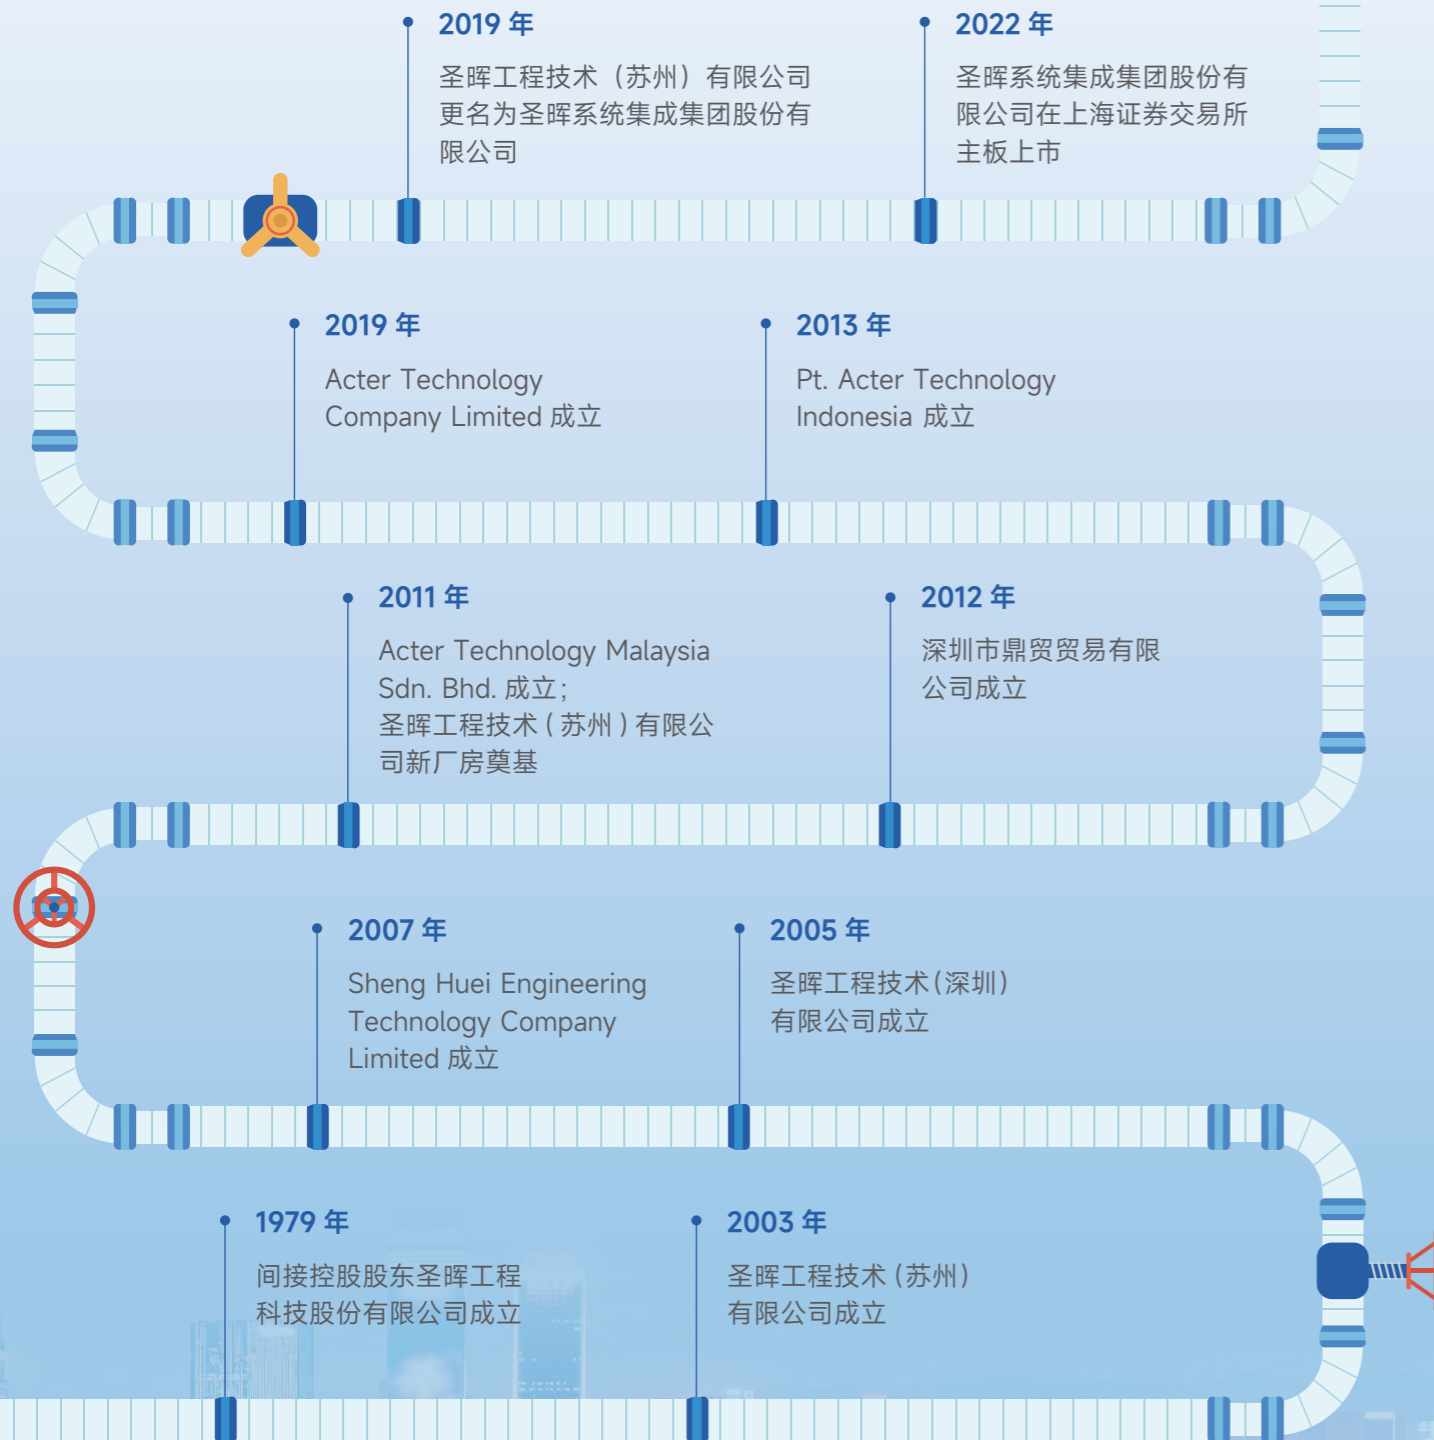 2019 年
圣晖工程技术（苏州）有限公司
更名为圣晖系统集成集团股份有
限公司
2022 年
圣晖系统集成集团股份有
限公司在上海证券交易所
主板上市
2019 年
Acter Technology
Company Limited 成立
2013 年
Pt. Acter Technology
Indonesia 成立
2011 年
Acter Technology Malaysia
Sdn. Bhd. 成立；
圣晖工程技术（苏州）有限公
司新厂房奠基
2012 年
深圳市鼎贸贸易有限
公司成立
2007 年
Sheng Huei Engineering
Technology Company
Limited 成立
2005 年
圣晖工程技术（深圳）
有限公司成立
1979 年
间接控股股东圣晖工程
科技股份有限公司成立
2003 年
圣晖工程技术（苏州）
有限公司成立